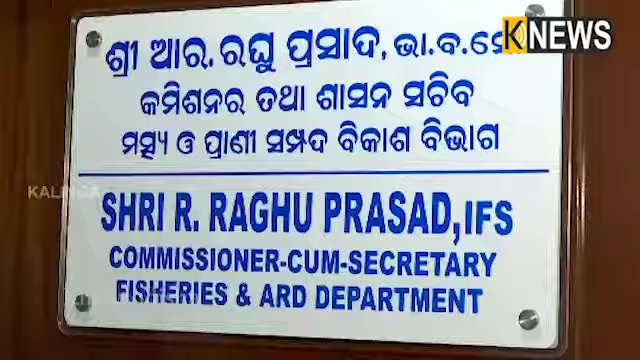 K NEWS
ଶ୍ରୀ ଆର. ରଘୁ ପ୍ରସାଦ, ଭା.ବ.ସେ
କମିଶନର ତଥା ଶାସନ ସଚିବ
ମତ୍ସ୍ୟ ଓ ପ୍ରାଣୀ ସମ୍ପଦ ବିକାଶ ବିଭାଗ
KALINGA
SHRI R. RAGHU PRASAD, IFS
COMMISSIONER-CUM-SECRETARY
FISHERIES & ARD DEPARTMENT